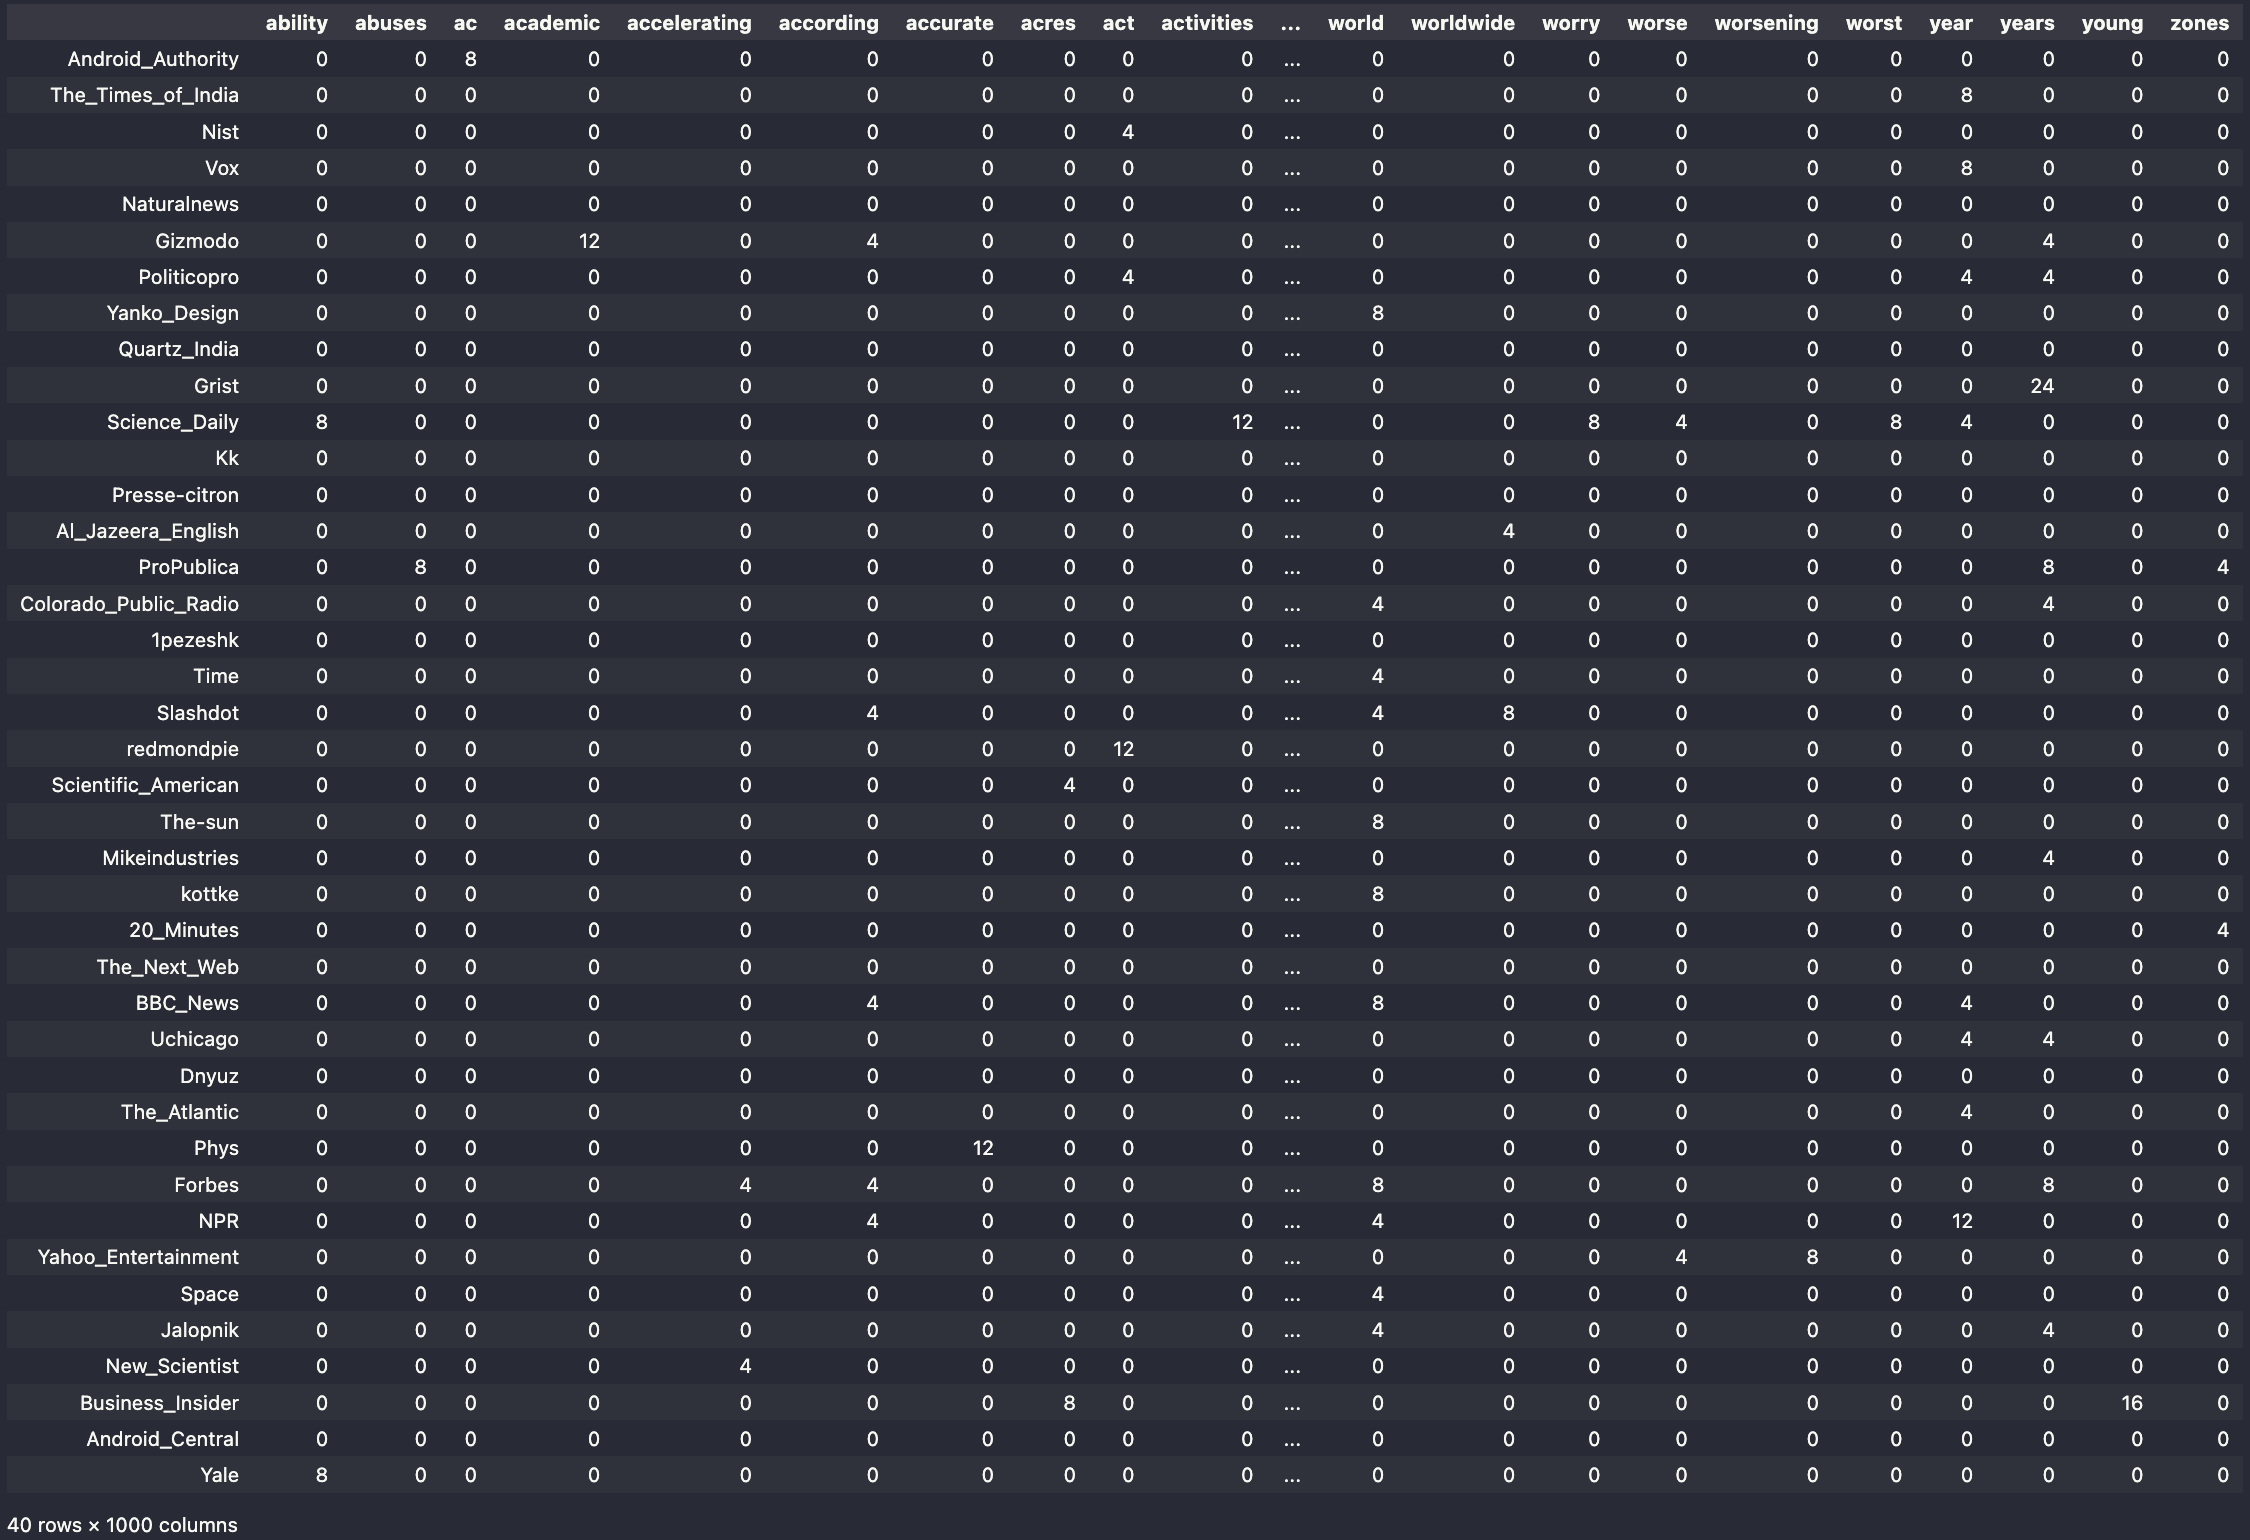 ability abuses ac academic accelerating according accurate acres act activities ... world worldwide worry worse worsening worst year years young zones
Android_Authority 0 0 8 0 0 0 0 0 0 0 ... 0 0 0 0 0 0 0 0 0 0
The_Times_of_India 0 0 0 0 0 0 0 0 0 0 ... 0 0 0 0 0 0 8 0 0 0
Nist 0 0 0 0 0 0 0 0 4 0 ... 0 0 0 0 0 0 0 0 0 0
Vox 0 0 0 0 0 0 0 0 0 0 ... 0 0 0 0 0 0 8 0 0 0
Naturalnews 0 0 0 0 0 0 0 0 0 0 ... 0 0 0 0 0 0 0 0 0 0
Gizmodo 0 0 0 12 0 4 0 0 0 0 ... 0 0 0 0 0 0 0 4 0 0
Politicopro 0 0 0 0 0 0 0 0 4 0 ... 0 0 0 0 0 0 4 4 0 0
Yanko_Design 0 0 0 0 0 0 0 0 0 0 ... 8 0 0 0 0 0 0 0 0 0
Quartz_India 0 0 0 0 0 0 0 0 0 0 ... 0 0 0 0 0 0 0 0 0 0
Grist 0 0 0 0 0 0 0 0 0 0 ... 0 0 0 0 0 0 0 24 0 0
Science_Daily 8 0 0 0 0 0 0 0 0 12 ... 0 0 8 4 0 8 4 0 0 0
Kk 0 0 0 0 0 0 0 0 0 0 ... 0 0 0 0 0 0 0 0 0 0
Presse-citron 0 0 0 0 0 0 0 0 0 0 ... 0 0 0 0 0 0 0 0 0 0
Al_Jazeera_English 0 0 0 0 0 0 0 0 0 0 ... 0 4 0 0 0 0 0 0 0 0
ProPublica 0 8 0 0 0 0 0 0 0 0 ... 0 0 0 0 0 0 0 8 0 4
Colorado_Public_Radio 0 0 0 0 0 0 0 0 0 0 ... 4 0 0 0 0 0 0 4 0 0
1pezeshk 0 0 0 0 0 0 0 0 0 0 ... 0 0 0 0 0 0 0 0 0 0
Time 0 0 0 0 0 0 0 0 0 0 ... 4 0 0 0 0 0 0 0 0 0
Slashdot 0 0 0 0 0 4 0 0 0 0 ... 4 8 0 0 0 0 0 0 0 0
redmondpie 0 0 0 0 0 0 0 0 12 0 ... 0 0 0 0 0 0 0 0 0 0
Scientific_American 0 0 0 0 0 0 0 4 0 0 ... 0 0 0 0 0 0 0 0 0 0
The-sun 0 0 0 0 0 0 0 0 0 0 ... 8 0 0 0 0 0 0 0 0 0
Mikeindustries 0 0 0 0 0 0 0 0 0 0 ... 0 0 0 0 0 0 0 4 0 0
kottke 0 0 0 0 0 0 0 0 0 0 ... 8 0 0 0 0 0 0 0 0 0
20_Minutes 0 0 0 0 0 0 0 0 0 0 ... 0 0 0 0 0 0 0 0 0 4
The_Next_Web 0 0 0 0 0 0 0 0 0 0 ... 0 0 0 0 0 0 0 0 0 0
BBC_News 0 0 0 0 0 4 0 0 0 0 ... 8 0 0 0 0 0 4 0 0 0
Uchicago 0 0 0 0 0 0 0 0 0 0 ... 0 0 0 0 0 0 4 4 0 0
Dnyuz 0 0 0 0 0 0 0 0 0 0 ... 0 0 0 0 0 0 0 0 0 0
The_Atlantic 0 0 0 0 0 0 0 0 0 0 ... 0 0 0 0 0 0 4 0 0 0
Phys 0 0 0 0 0 0 12 0 0 0 ... 0 0 0 0 0 0 0 0 0 0
Forbes 0 0 0 0 4 4 0 0 0 0 ... 8 0 0 0 0 0 0 8 0 0
NPR 0 0 0 0 0 4 0 0 0 0 ... 4 0 0 0 0 0 12 0 0 0
Yahoo_Entertainment 0 0 0 0 0 0 0 0 0 0 ... 0 0 0 4 8 0 0 0 0 0
Space 0 0 0 0 0 0 0 0 0 0 ... 4 0 0 0 0 0 0 0 0 0
Jalopnik 0 0 0 0 0 0 0 0 0 0 ... 4 0 0 0 0 0 0 4 0 0
New_Scientist 0 0 0 0 4 0 0 0 0 0 ... 0 0 0 0 0 0 0 0 0 0
Business_Insider 0 0 0 0 0 0 0 8 0 0 ... 0 0 0 0 0 0 0 0 16 0
Android_Central 0 0 0 0 0 0 0 0 0 0 ... 0 0 0 0 0 0 0 0 0 0
Yale 8 0 0 0 0 0 0 0 0 0 ... 0 0 0 0 0 0 0 0 0 0
40 rows × 1000 columns